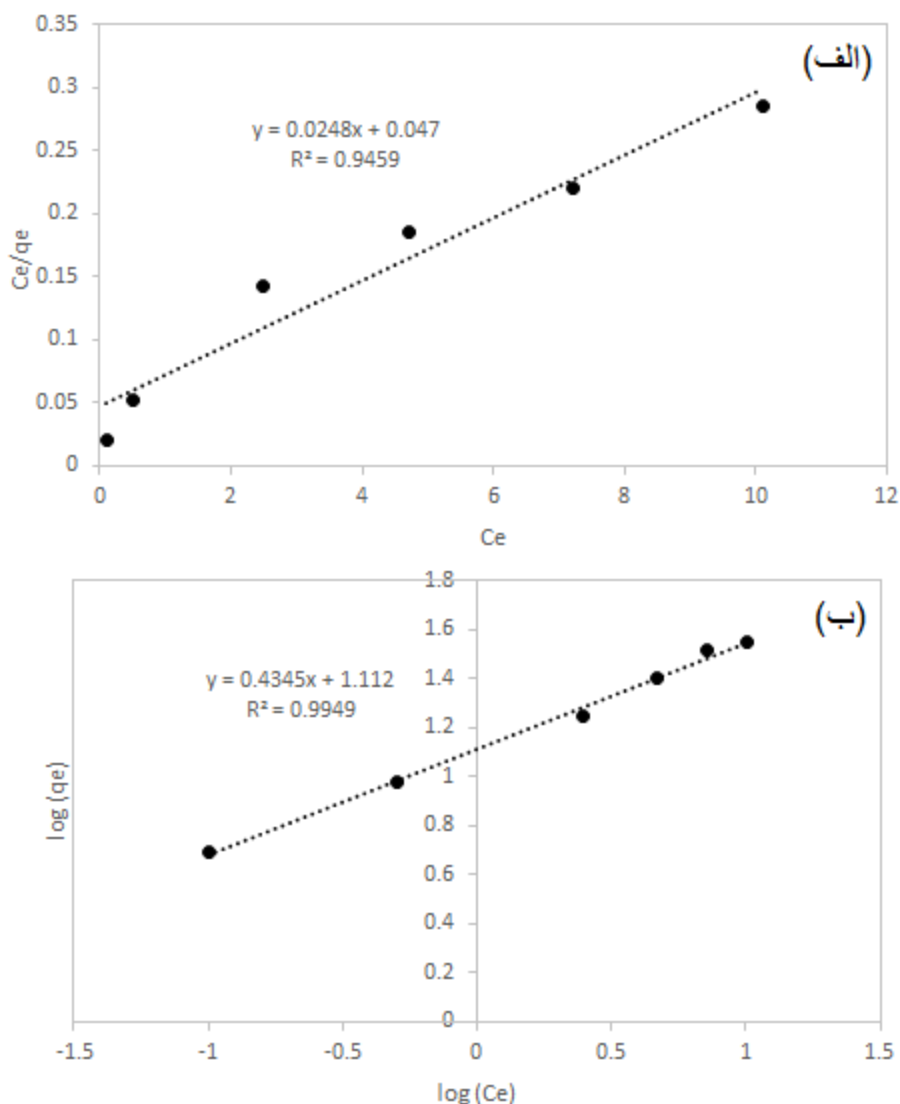 (الف)
y = 0.0248x + 0.047
R² = 0.9459
Ce/qe
0.35
0.3
0.25
0.2
0.15
0.1
0.05
0
0 2 4 6 8 10 12
Ce
(ب)
y = 0.4345x + 1.112
R² = 0.9949
log (qe)
1.8
1.6
1.4
1.2
1
0.8
0.6
0.4
0.2
0
-1.5 -1 -0.5 0 0.5 1 1.5
log (Ce)